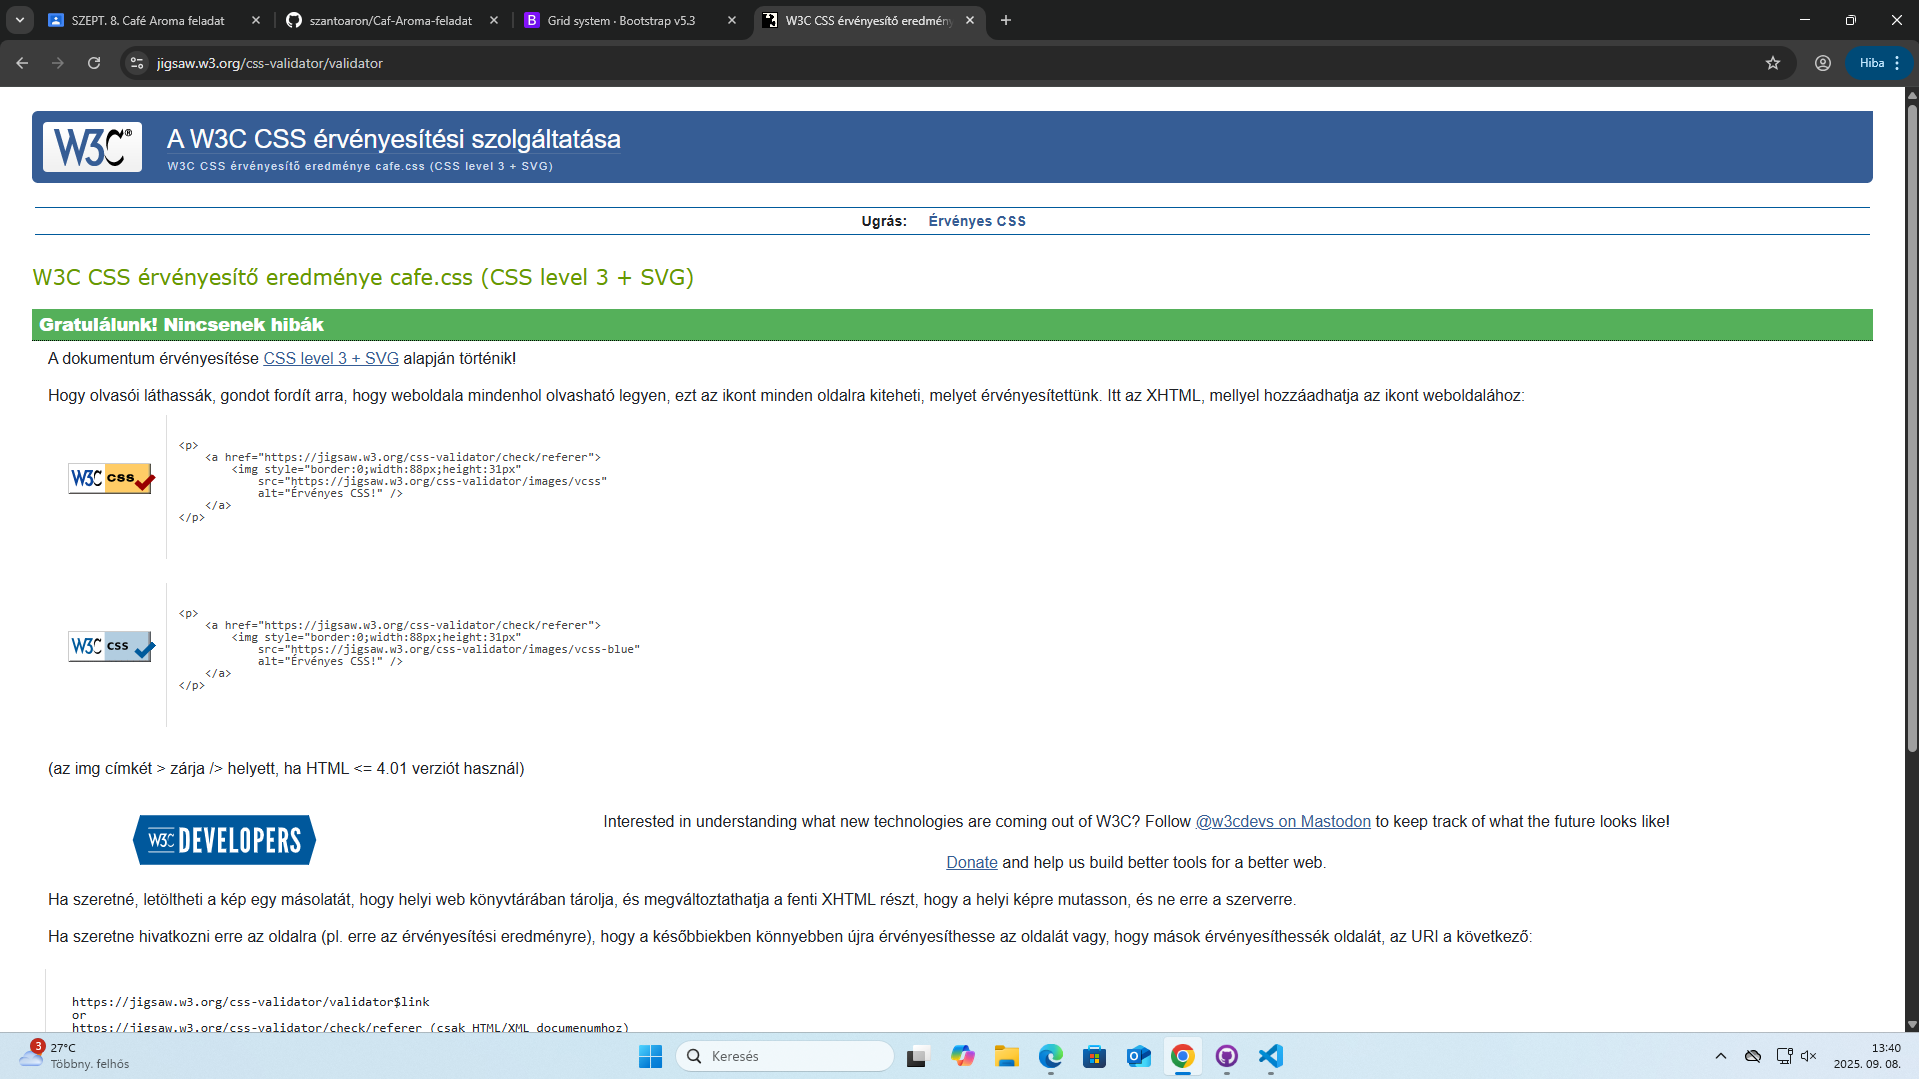 SZEPT. 8. Café Aroma feladat
szantoaron/Caf-Aroma-feladat
Grid system · Bootstrap v5.3
W3C CSS érvényesítő eredmény
jigsaw.w3.org/css-validator/validator
Hiba
W3C®
A W3C CSS érvényesítési szolgáltatása
W3C CSS érvényesítő eredménye cafe.css (CSS level 3 + SVG)
Ugrás: Érvényes CSS
W3C CSS érvényesítő eredménye cafe.css (CSS level 3 + SVG)
Gratulálunk! Nincsenek hibák
A dokumentum érvényesítése CSS level 3 + SVG alapján történik!
Hogy olvasói láthassák, gondot fordít arra, hogy weboldala mindenhol olvasható legyen, ezt az ikont minden oldalra kiteheti, melyet érvényesítettünk. Itt az XHTML, mellyel hozzáadhatja az ikont weboldalához:
W3C css
<p>
<a href="https://jigsaw.w3.org/css-validator/check/referer">
<img style="border:0;width:88px;height:31px"
src="https://jigsaw.w3.org/css-validator/images/vcss"
alt="Érvényes CSS!" />
</a>
</p>
W3C css
<p>
<a href="https://jigsaw.w3.org/css-validator/check/referer">
<img style="border:0;width:88px;height:31px"
src="https://jigsaw.w3.org/css-validator/images/vcss-blue"
alt="Érvényes CSS!" />
</a>
</p>
(az img címkét > zárja /> helyett, ha HTML <= 4.01 verziót használ)
W3C DEVELOPERS
Interested in understanding what new technologies are coming out of W3C? Follow @w3cdevs on Mastodon to keep track of what the future looks like!
Donate and help us build better tools for a better web.
Ha szeretné, letöltheti a kép egy másolatát, hogy helyi web könyvtárában tárolja, és megváltoztathatja a fenti XHTML részt, hogy a helyi képre mutasson, és ne erre a szerverre.
Ha szeretne hivatkozni erre az oldalra (pl. erre az érvényesítési eredményre), hogy a későbbiekben könnyebben újra érvényesíthesse az oldalát vagy, hogy mások érvényesíthessék oldalát, az URI a következő:
https://jigsaw.w3.org/css-validator/validator$link
or
https://jigsaw.w3.org/css-validator/check/referer (csak HTML/XML documenumhoz)
3
27°C
Többny. felhős
Keresés
13:40
2025. 09. 08.